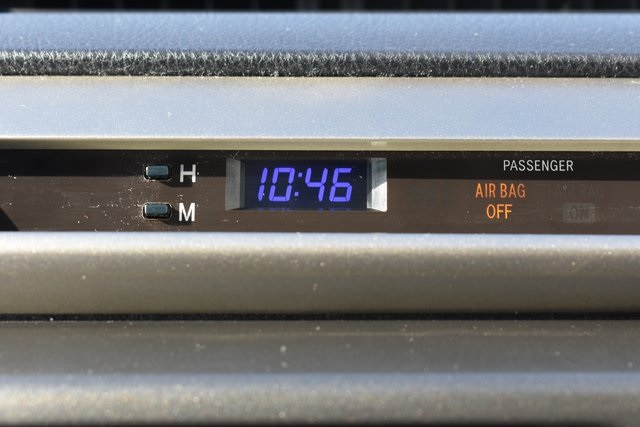 H
10:46
M
PASSENGER
AIR BAG
OFF
ON